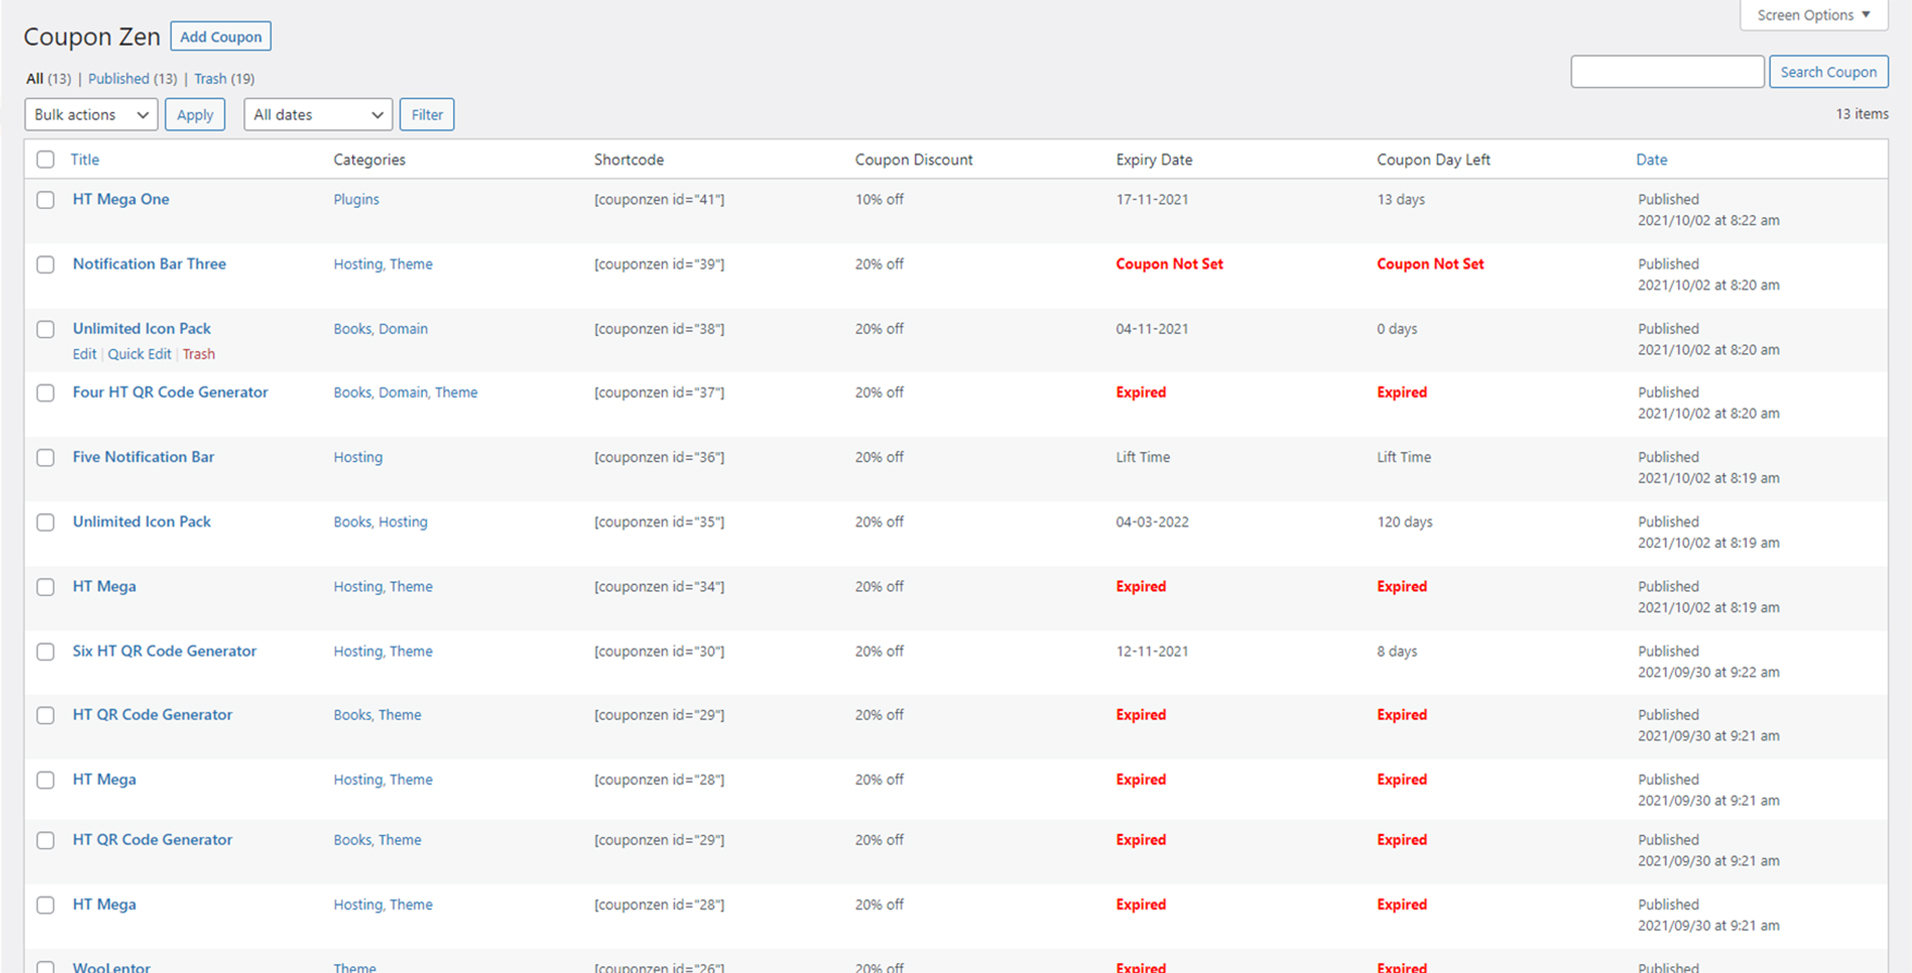 Screen Options ▼
Coupon Zen Add Coupon
All (13) | Published (13) | Trash (19)
Search Coupon
Bulk actions Apply All dates Filter 13 items
Title Categories Shortcode Coupon Discount Expiry Date Coupon Day Left Date
HT Mega One Plugins [couponzen id="41"] 10% off 17-11-2021 13 days Published
2021/10/02 at 8:22 am
Notification Bar Three Hosting, Theme [couponzen id="39"] 20% off Coupon Not Set Coupon Not Set Published
2021/10/02 at 8:20 am
Unlimited Icon Pack Books, Domain [couponzen id="38"] 20% off 04-11-2021 0 days Published
Edit | Quick Edit | Trash 2021/10/02 at 8:20 am
Four HT QR Code Generator Books, Domain, Theme [couponzen id="37"] 20% off Expired Expired Published
2021/10/02 at 8:20 am
Five Notification Bar Hosting [couponzen id="36"] 20% off Lift Time Lift Time Published
2021/10/02 at 8:19 am
Unlimited Icon Pack Books, Hosting [couponzen id="35"] 20% off 04-03-2022 120 days Published
2021/10/02 at 8:19 am
HT Mega Hosting, Theme [couponzen id="34"] 20% off Expired Expired Published
2021/10/02 at 8:19 am
Six HT QR Code Generator Hosting, Theme [couponzen id="30"] 20% off 12-11-2021 8 days Published
2021/09/30 at 9:22 am
HT QR Code Generator Books, Theme [couponzen id="29"] 20% off Expired Expired Published
2021/09/30 at 9:21 am
HT Mega Hosting, Theme [couponzen id="28"] 20% off Expired Expired Published
2021/09/30 at 9:21 am
HT QR Code Generator Books, Theme [couponzen id="29"] 20% off Expired Expired Published
2021/09/30 at 9:21 am
HT Mega Hosting, Theme [couponzen id="28"] 20% off Expired Expired Published
2021/09/30 at 9:21 am
WooLentor Theme [couponzen id="26"] 20% off Expired Expired Published